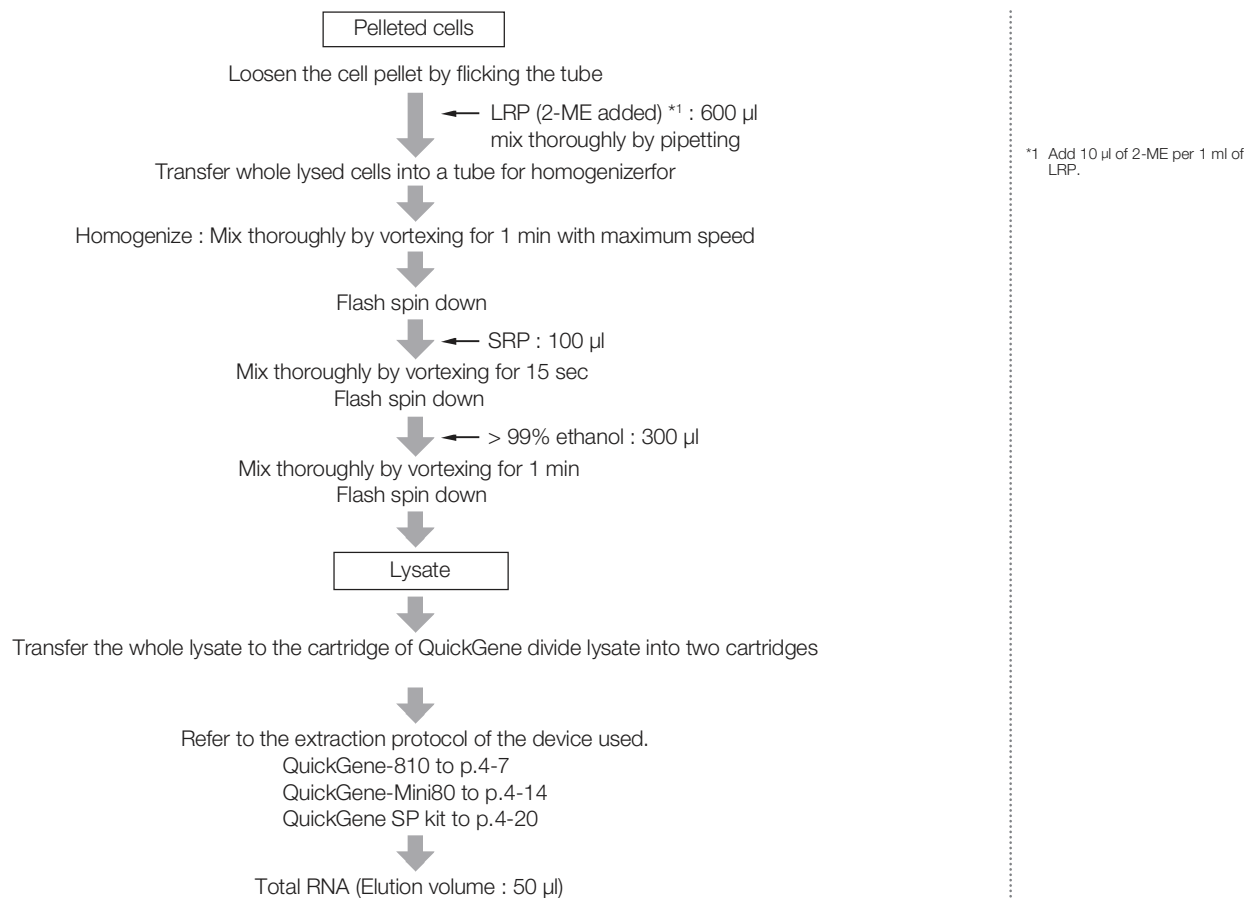 Pelleted cells
Loosen the cell pellet by flicking the tube
LRP (2-ME added) *1 : 600 µl
mix thoroughly by pipetting
Transfer whole lysed cells into a tube for homogenizerfor
Homogenize : Mix thoroughly by vortexing for 1 min with maximum speed
Flash spin down
SRP : 100 µl
Mix thoroughly by vortexing for 15 sec
Flash spin down
> 99% ethanol : 300 µl
Mix thoroughly by vortexing for 1 min
Flash spin down
Lysate
Transfer the whole lysate to the cartridge of QuickGene divide lysate into two cartridges
Refer to the extraction protocol of the device used.
QuickGene-810 to p.4-7
QuickGene-Mini80 to p.4-14
QuickGene SP kit to p.4-20
Total RNA (Elution volume : 50 µl)
*1 Add 10 µl of 2-ME per 1 ml of
LRP.